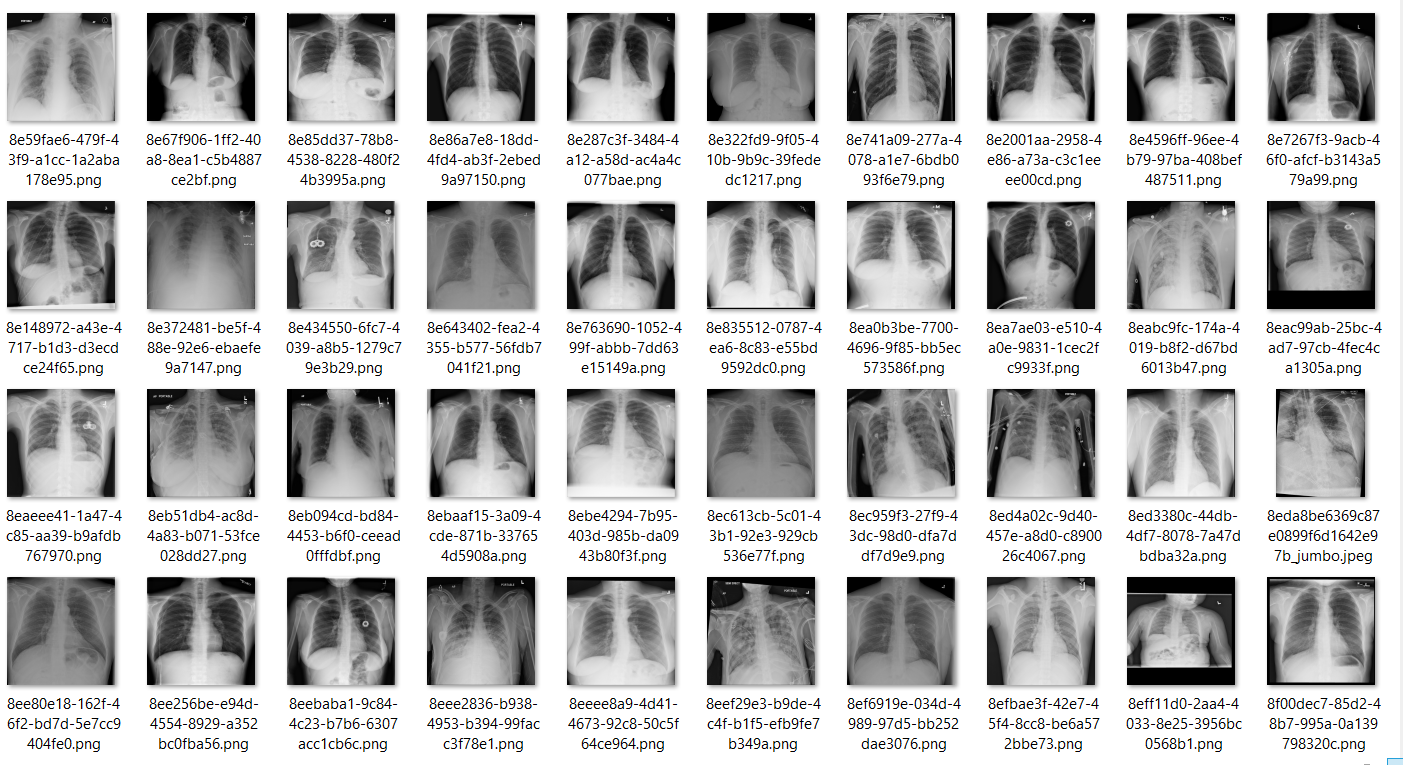 8e59fae6-479f-4
3f9-a1cc-1a2aba
178e95.png
8e67f906-1ff2-40
a8-8ea1-c5b4887
ce2bf.png
8e85dd37-78b8-
4538-8228-480f2
4b3995a.png
8e86a7e8-18dd-
4fd4-ab3f-2ebed
9a97150.png
8e287c3f-3484-4
a12-a58d-ac4a4c
077bae.png
8e322fd9-9f05-4
10b-9b9c-39fede
dc1217.png
8e741a09-277a-4
078-a1e7-6bdb0
93f6e79.png
8e2001aa-2958-4
e86-a73a-c3c1ee
ee00cd.png
8e4596ff-96ee-4
b79-97ba-408bef
487511.png
8e7267f3-9acb-4
6f0-afcf-b3143a5
79a99.png
8e148972-a43e-4
717-b1d3-d3ecd
ce24f65.png
8e372481-be5f-4
88e-92e6-ebaefe
9a7147.png
8e434550-6fc7-4
039-a8b5-1279c7
9e3b29.png
8e643402-fea2-4
355-b577-56fdb7
041f21.png
8e763690-1052-4
99f-abbb-7dd63
e15149a.png
8e835512-0787-4
ea6-8c83-e55bd
9592dc0.png
8ea0b3be-7700-
4696-9f85-bb5ec
573586f.png
8ea7ae03-e510-4
a0e-9831-1cec2f
c9933f.png
8eabc9fc-174a-4
019-b8f2-d67bd
6013b47.png
8eac99ab-25bc-4
ad7-97cb-4fec4c
a1305a.png
8eaeee41-1a47-4
c85-aa39-b9afdb
767970.png
8eb51db4-ac8d-
4a83-b071-53fce
028dd27.png
8eb094cd-bd84-
4453-b6f0-ceead
0fffdbf.png
8ebaaf15-3a09-4
cde-871b-33765
4d5908a.png
8ebe4294-7b95-
403d-985b-da09
43b80f3f.png
8ec613cb-5c01-4
3b1-92e3-929cb
536e77f.png
8ec959f3-27f9-4
3dc-98d0-dfa7d
df7d9e9.png
8ed4a02c-9d40-
457e-a8d0-c8900
26c4067.png
8ed3380c-44db-
4df7-8078-7a47d
bdba32a.png
8eda8be6369c87
e0899f6d1642e9
7b_jumbo.jpeg
8ee80e18-162f-4
6f2-bd7d-5e7cc9
404fe0.png
8ee256be-e94d-
4554-8929-a352
bc0fba56.png
8eebaba1-9c84-
4c23-b7b6-6307
acc1cb6c.png
8eee2836-b938-
4953-b394-99fac
c3f78e1.png
8eeee8a9-4d41-
4673-92c8-50c5f
64ce964.png
8eef29e3-b9de-4
c4f-b1f5-efb9fe7
b349a.png
8ef6919e-034d-4
989-97d5-bb252
dae3076.png
8efbae3f-42e7-4
5f4-8cc8-be6a57
2bbe73.png
8eff11d0-2aa4-4
033-8e25-3956bc
0568b1.png
8f00dec7-85d2-4
8b7-995a-0a139
798320c.png